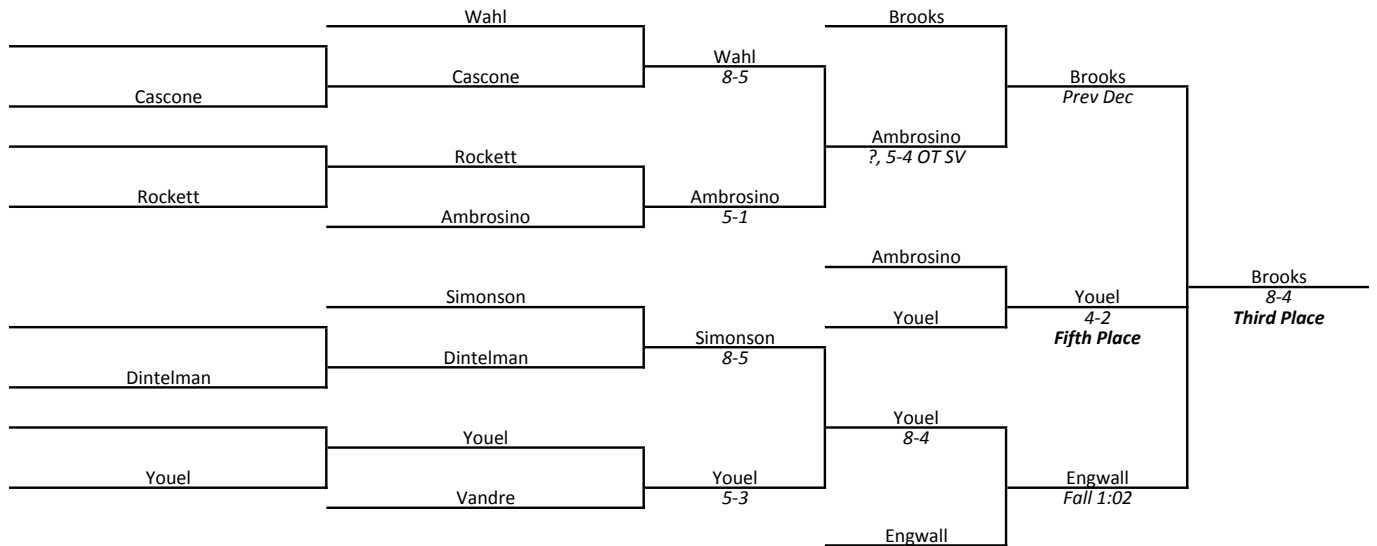 Wahl
Brooks
Wahl
8-5
Cascone
Brooks
Prev Dec
Cascone
Ambrosino
?, 5-4 OT SV
Rockett
Rockett
Ambrosino
5-1
Ambrosino
Ambrosino
Brooks
8-4
Third Place
Simonson
Youel
4-2
Fifth Place
Youel
Simonson
8-5
Dintelman
Dintelman
Youel
8-4
Youel
Youel
Youel
5-3
Engwall
Fall 1:02
Vandre
Engwall